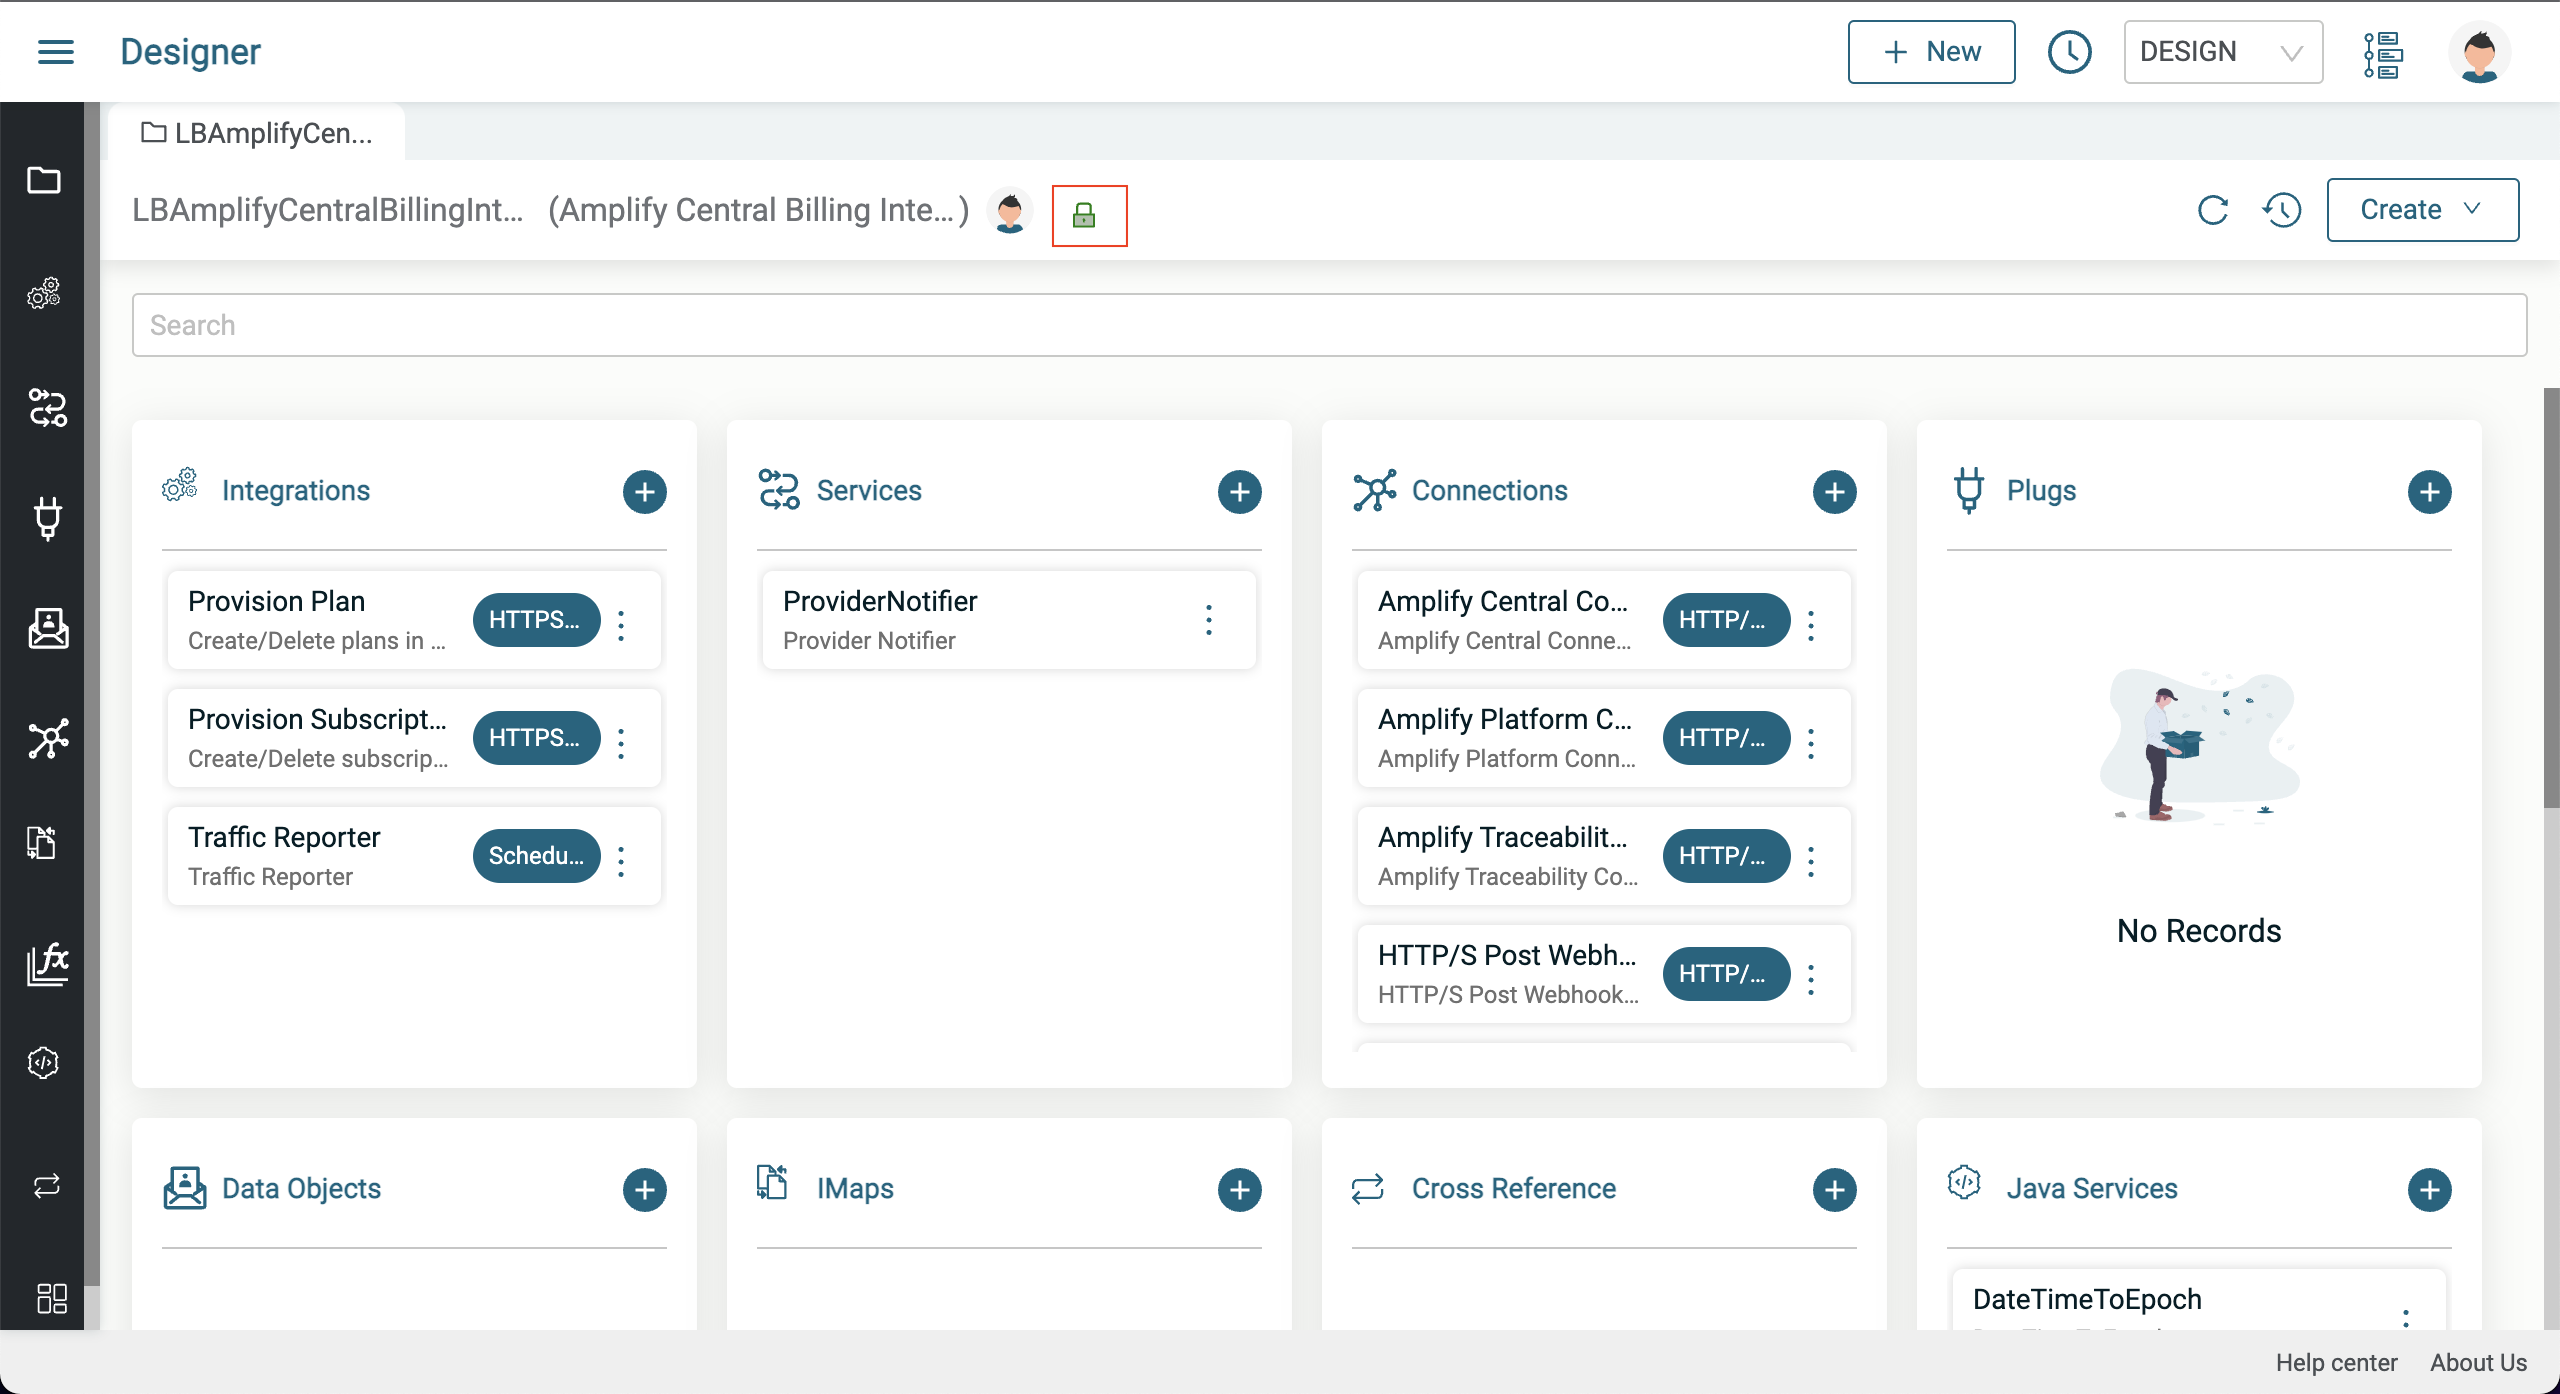 Designer
+ New
DESIGN
LBAmplifyCen...
LBAmplifyCentralBillingInt... (Amplify Central Billing Inte...)
Create
Search
Integrations
Provision Plan
Create/Delete plans in ...
HTTPS...
Provision Subscript...
Create/Delete subscrip...
HTTPS...
Traffic Reporter
Traffic Reporter
Schedu...
Services
ProviderNotifier
Provider Notifier
Connections
Amplify Central Co...
Amplify Central Conne...
HTTP/...
Amplify Platform C...
Amplify Platform Conn...
HTTP/...
Amplify Traceabilit...
Amplify Traceability Co...
HTTP/...
HTTP/S Post Webh...
HTTP/S Post Webhook...
HTTP/...
Plugs
No Records
fx
Data Objects
IMaps
Cross Reference
Java Services
DateTimeToEpoch
Help center
About Us